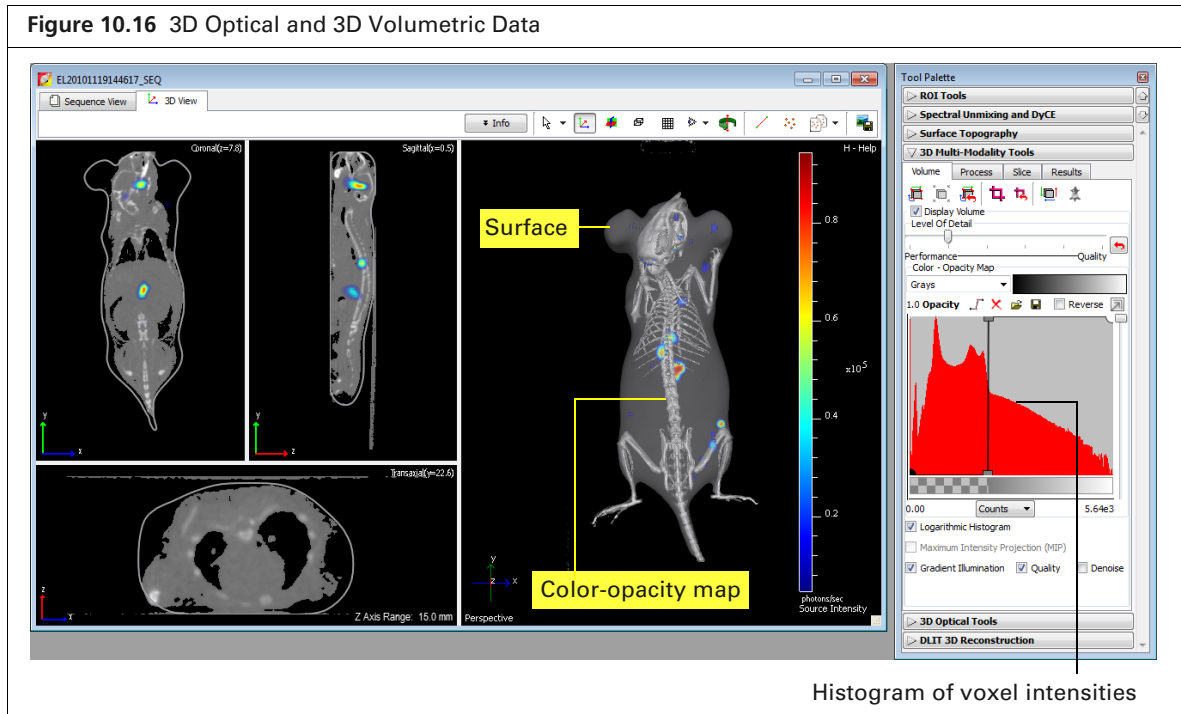 Figure 10.16 3D Optical and 3D Volumetric Data
EL20101119144617_SEQ
Sequence View
3D View
Info
Coronal(z=7.8)
y
x
Sagittal(x=0.5)
y
z
Transaxial(y=22.6)
z
x
Z Axis Range: 15.0 mm
H - Help
Surface
Color-opacity map
0.8
0.6
x10^5
0.4
0.2
photons/sec
Source Intensity
y
z x
Perspective
Tool Palette
ROI Tools
Spectral Unmixing and DyCE
Surface Topography
3D Multi-Modality Tools
Volume Process Slice Results
Display Volume
Level Of Detail
Performance Quality
Color - Opacity Map
Grays
1.0 Opacity Reverse
0.00 Counts 5.64e3
Logarithmic Histogram
Maximum Intensity Projection (MIP)
Gradient Illumination Quality Denoise
3D Optical Tools
DLIT 3D Reconstruction
Histogram of voxel intensities